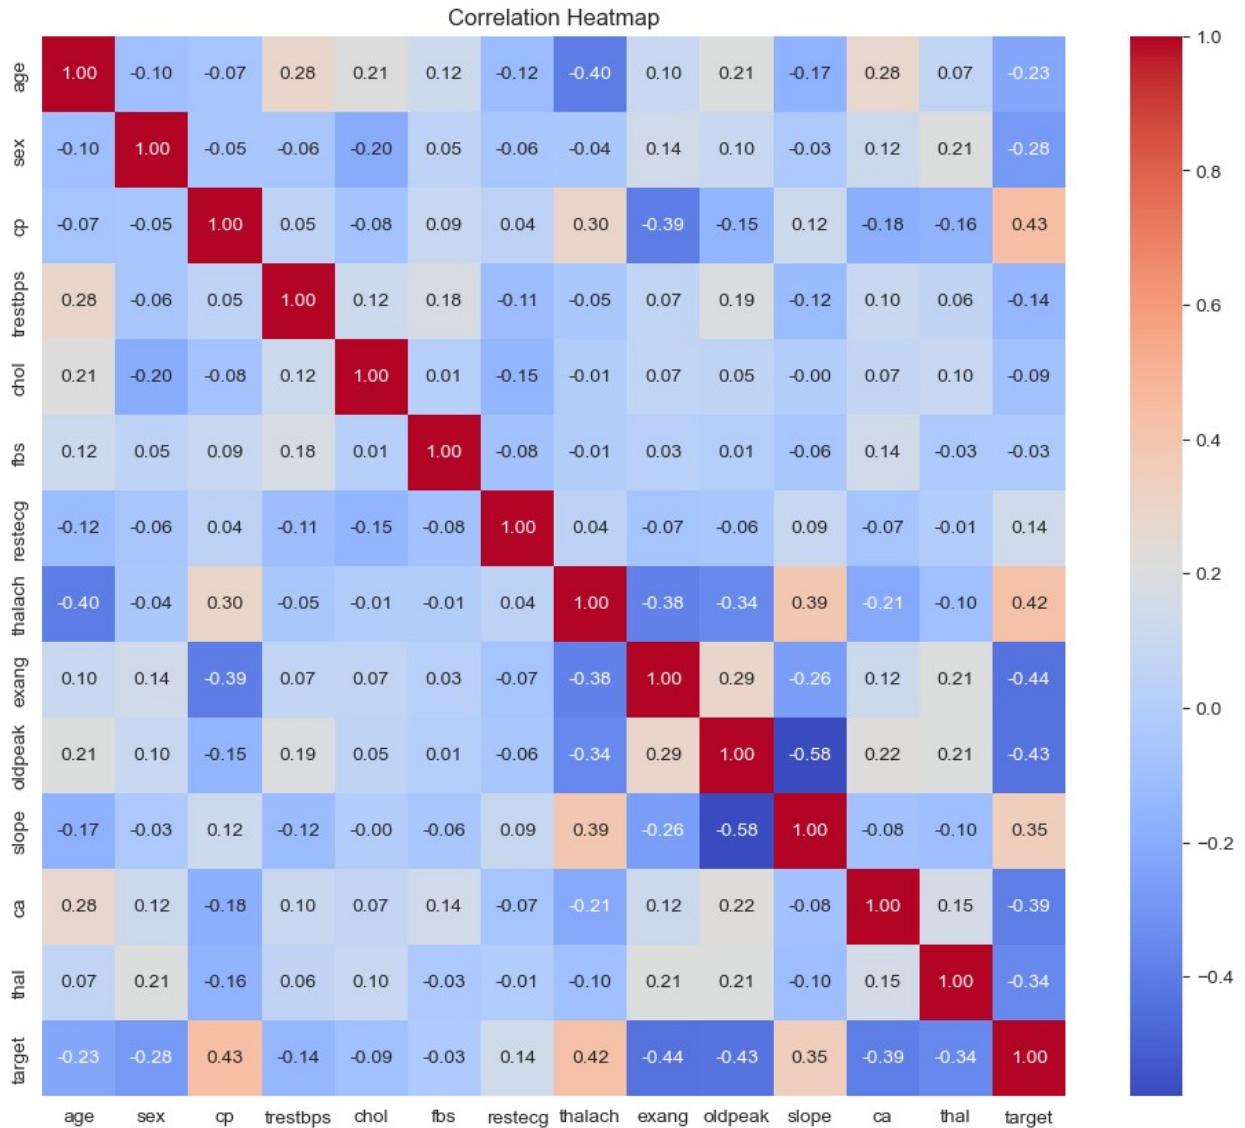 Correlation Heatmap
age 1.00 -0.10 -0.07 0.28 0.21 0.12 -0.12 -0.40 0.10 0.21 -0.17 0.28 0.07 -0.23
sex -0.10 1.00 -0.05 -0.06 -0.20 0.05 -0.06 -0.04 0.14 0.10 -0.03 0.12 0.21 -0.28
cp -0.07 -0.05 1.00 0.05 -0.08 0.09 0.04 0.30 -0.39 -0.15 0.12 -0.18 -0.16 0.43
trestbps 0.28 -0.06 0.05 1.00 0.12 0.18 -0.11 -0.05 0.07 0.19 -0.12 0.10 0.06 -0.14
chol 0.21 -0.20 -0.08 0.12 1.00 0.01 -0.15 -0.01 0.07 0.05 -0.00 0.07 0.10 -0.09
fbs 0.12 0.05 0.09 0.18 0.01 1.00 -0.08 -0.01 0.03 0.01 -0.06 0.14 -0.03 -0.03
restecg -0.12 -0.06 0.04 -0.11 -0.15 -0.08 1.00 0.04 -0.07 -0.06 0.09 -0.07 -0.01 0.14
thalach -0.40 -0.04 0.30 -0.05 -0.01 -0.01 0.04 1.00 -0.38 -0.34 0.39 -0.21 -0.10 0.42
exang 0.10 0.14 -0.39 0.07 0.07 0.03 -0.07 -0.38 1.00 0.29 -0.26 0.12 0.21 -0.44
oldpeak 0.21 0.10 -0.15 0.19 0.05 0.01 -0.06 -0.34 0.29 1.00 -0.58 0.22 0.21 -0.43
slope -0.17 -0.03 0.12 -0.12 -0.00 -0.06 0.09 0.39 -0.26 -0.58 1.00 -0.08 -0.10 0.35
ca 0.28 0.12 -0.18 0.10 0.07 0.14 -0.07 -0.21 0.12 0.22 -0.08 1.00 0.15 -0.39
thal 0.07 0.21 -0.16 0.06 0.10 -0.03 -0.01 -0.10 0.21 0.21 -0.10 0.15 1.00 -0.34
target -0.23 -0.28 0.43 -0.14 -0.09 -0.03 0.14 0.42 -0.44 -0.43 0.35 -0.39 -0.34 1.00
age sex cp trestbps chol fbs restecg thalach exang oldpeak slope ca thal target
1.0
0.8
0.6
0.4
0.2
0.0
−0.2
−0.4